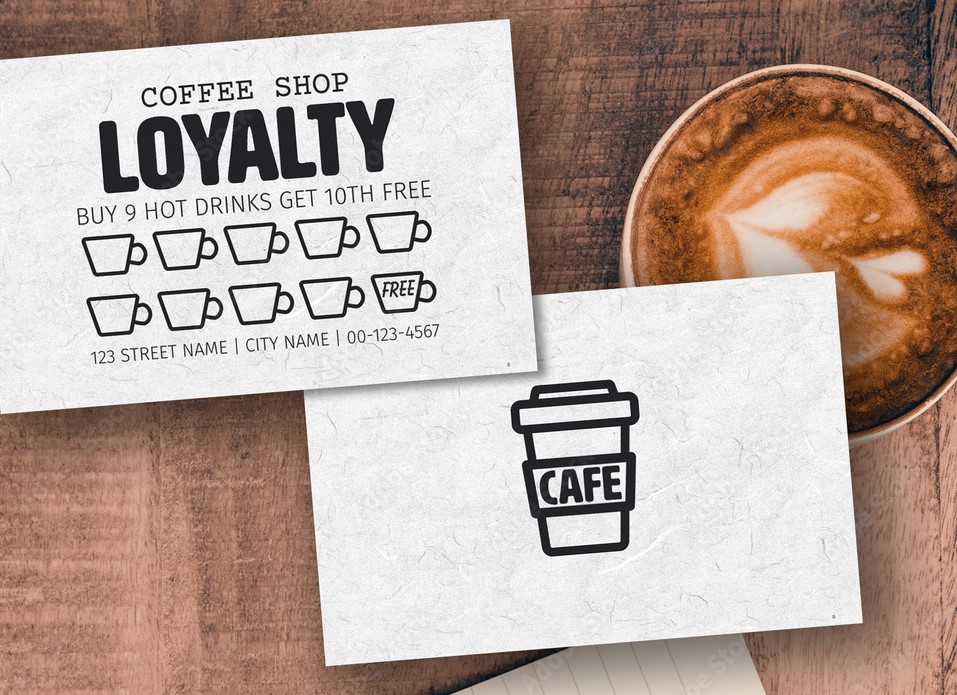 COFFEE SHOP
LOYALTY
BUY 9 HOT DRINKS GET 10TH FREE
FREE
123 STREET NAME | CITY NAME | 00-123-4567
CAFE